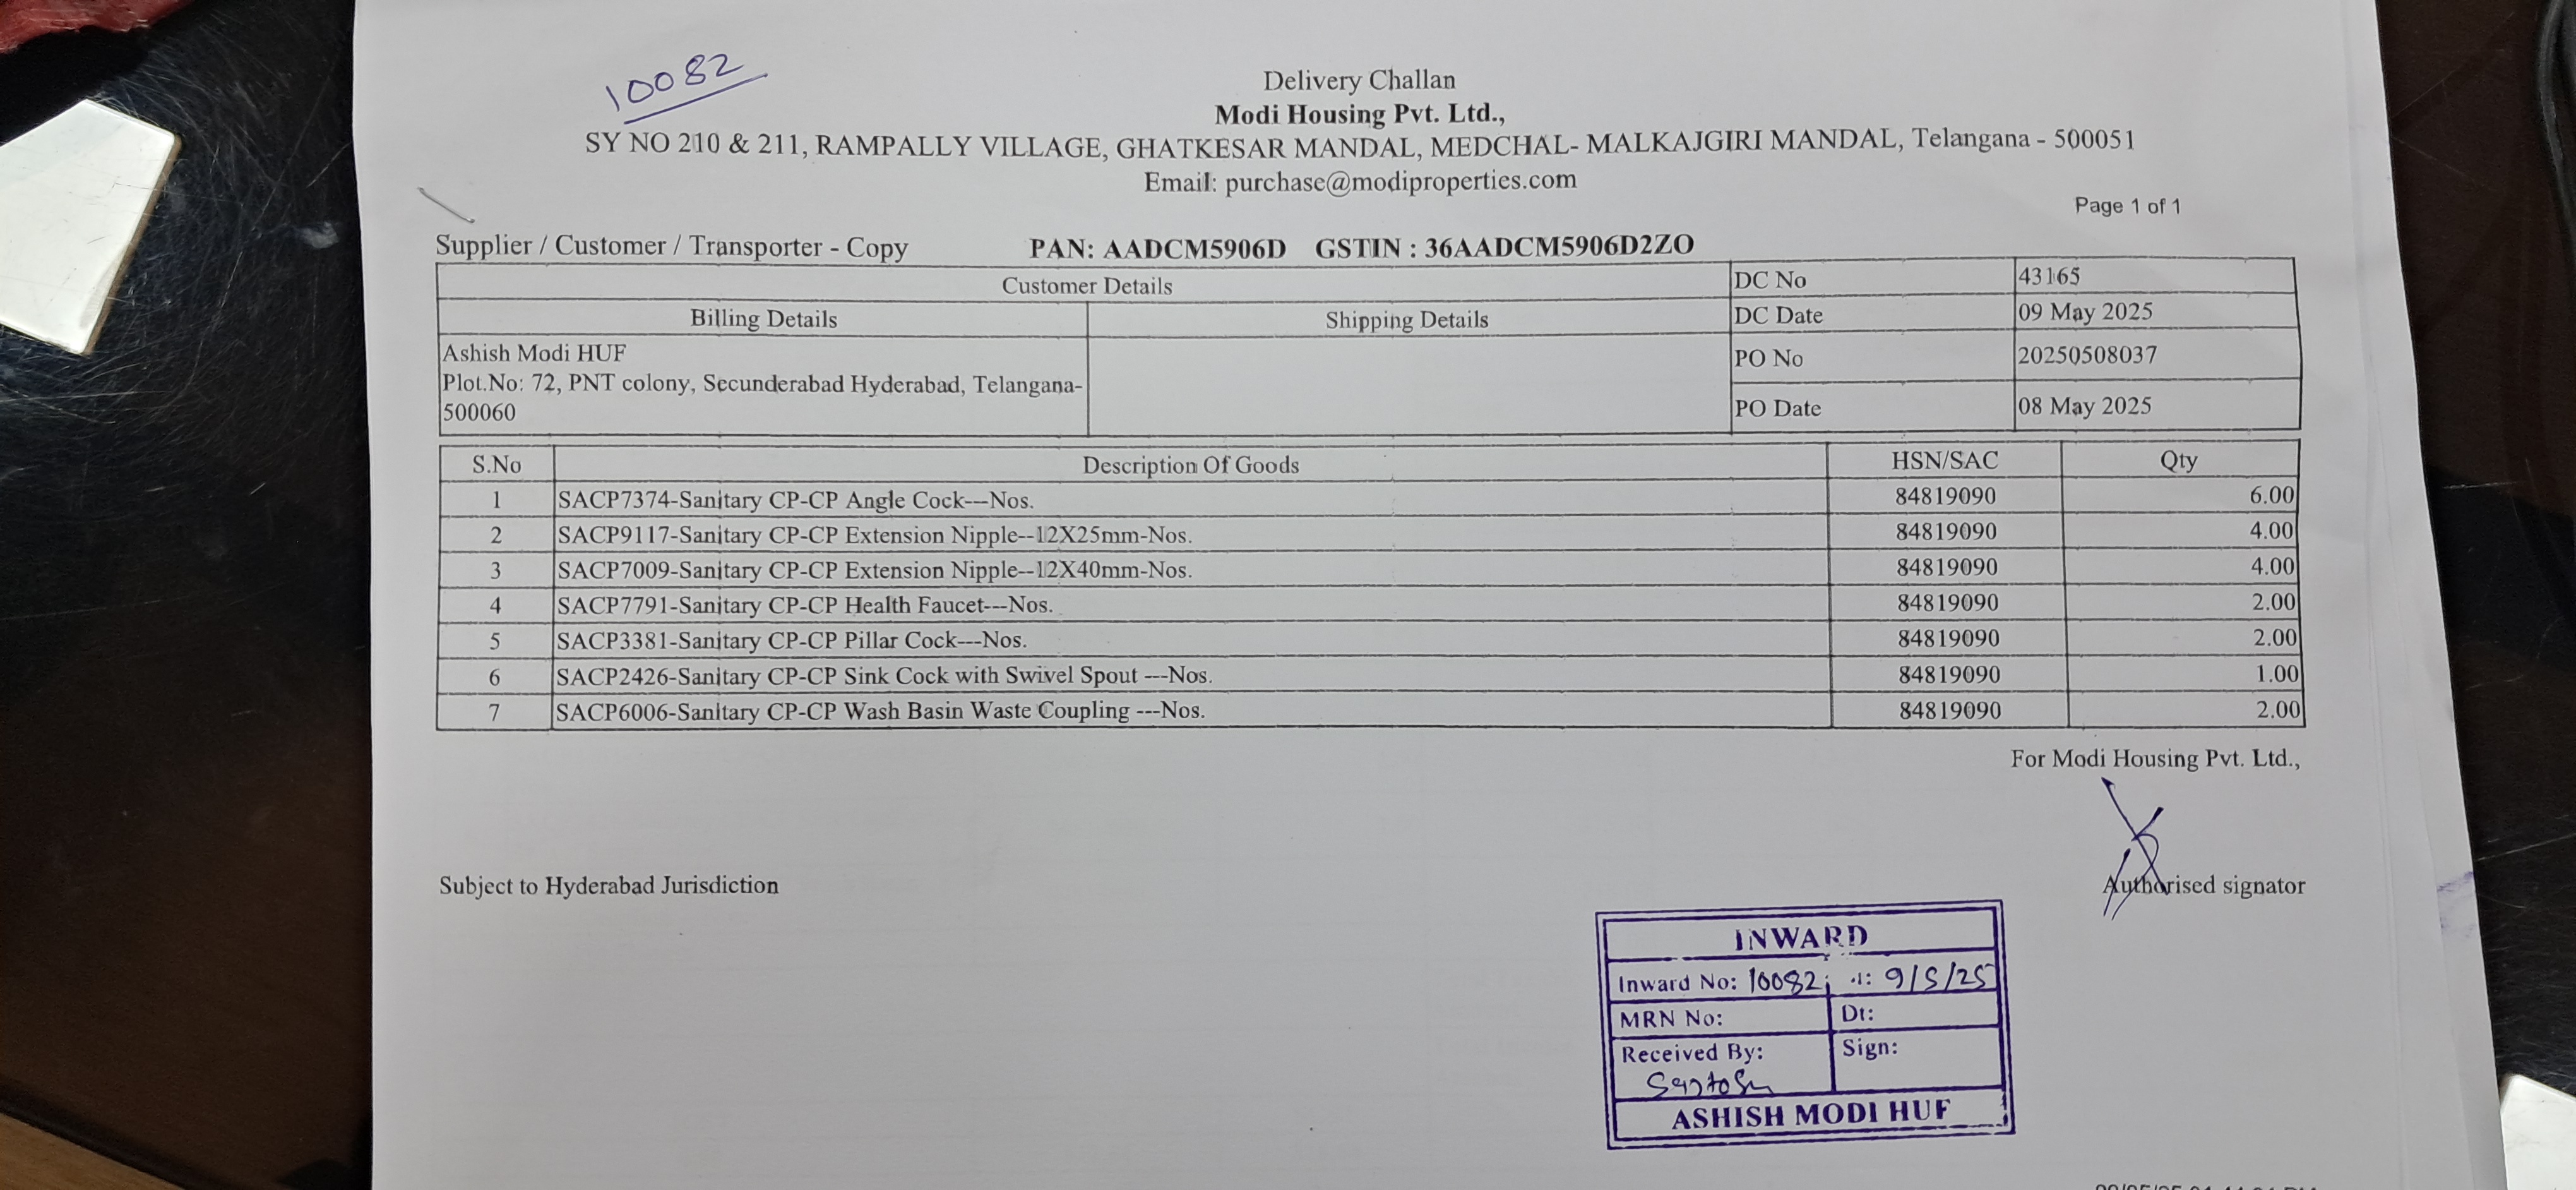 10082
Delivery Challan
Modi Housing Pvt. Ltd.,
SY NO 210 & 211, RAMPALLY VILLAGE, GHATKESAR MANDAL, MEDCHAL- MALKAJGIRI MANDAL, Telangana - 500051
Email: purchase@modiproperties.com
Page 1 of 1
Supplier / Customer / Transporter - Copy PAN: AADCM5906D GSTIN : 36AADCM5906D2ZO
Customer Details DC No 43165
Billing Details Shipping Details DC Date 09 May 2025
Ashish Modi HUF
Plot.No: 72, PNT colony, Secunderabad Hyderabad, Telangana-
500060
PO No 20250508037
PO Date 08 May 2025
S.No Description Of Goods HSN/SAC Qty
1 SACP7374-Sanitary CP-CP Angle Cock---Nos. 84819090 6.00
2 SACP9117-Sanitary CP-CP Extension Nipple--12X25mm-Nos. 84819090 4.00
3 SACP7009-Sanitary CP-CP Extension Nipple--12X40mm-Nos. 84819090 4.00
4 SACP7791-Sanitary CP-CP Health Faucet---Nos. 84819090 2.00
5 SACP3381-Sanitary CP-CP Pillar Cock---Nos. 84819090 2.00
6 SACP2426-Sanitary CP-CP Sink Cock with Swivel Spout ---Nos. 84819090 1.00
7 SACP6006-Sanitary CP-CP Wash Basin Waste Coupling ---Nos. 84819090 2.00
For Modi Housing Pvt. Ltd.,
Subject to Hyderabad Jurisdiction Authorised signator
INWARD
Inward No: 10082 9/5/25
MRN No: Dt:
Received By: Sign:
Santosh
ASHISH MODI HUF